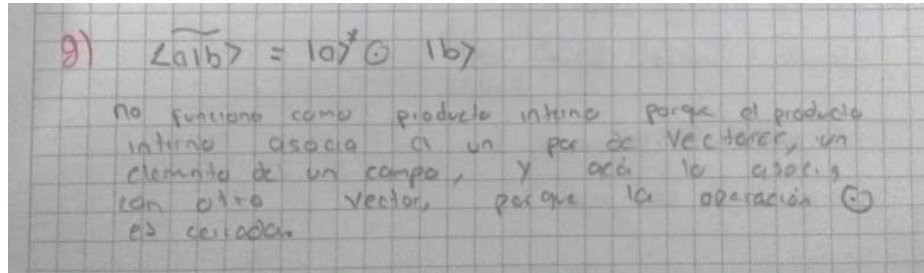 g) <a|b> = |a>* ⊙ |b>
no funciona como producto interno porque el producto
interno asocia a un par de vectores, un
elemento de un campo, y acá lo asocia
con otro vector, porque la operación ⊙
es cerrada.